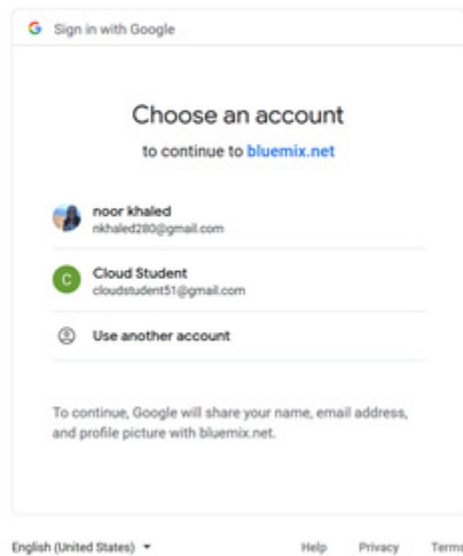 Sign in with Google
Choose an account
to continue to bluemix.net
noor khaled
nkhaled280@gmail.com
C
Cloud Student
cloudstudent51@gmail.com
Use another account
To continue, Google will share your name, email address,
and profile picture with bluemix.net.
English (United States) Help Privacy Terms